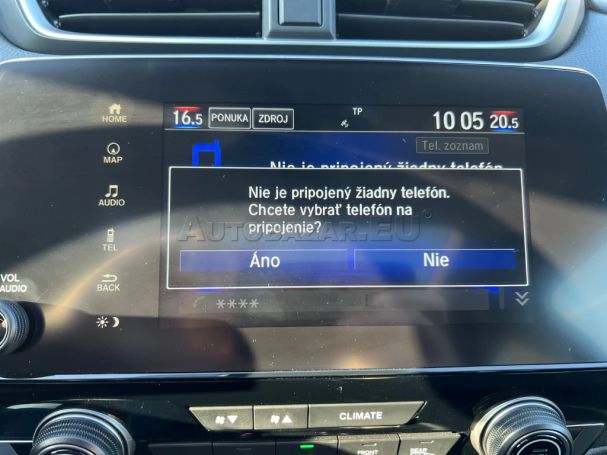 HOME
MAP
AUDIO
TEL
BACK
VOL
AUDIO
16.5 PONUKA ZDROJ TP 10 05 20.5
Tel. zoznam
Nie je pripojený žiadny telefón
Nie je pripojený žiadny telefón.
Chcete vybrať telefón na
pripojenie?
AUTOBAZAR.EU
Áno Nie
****
CLIMATE
FRONT
REAR